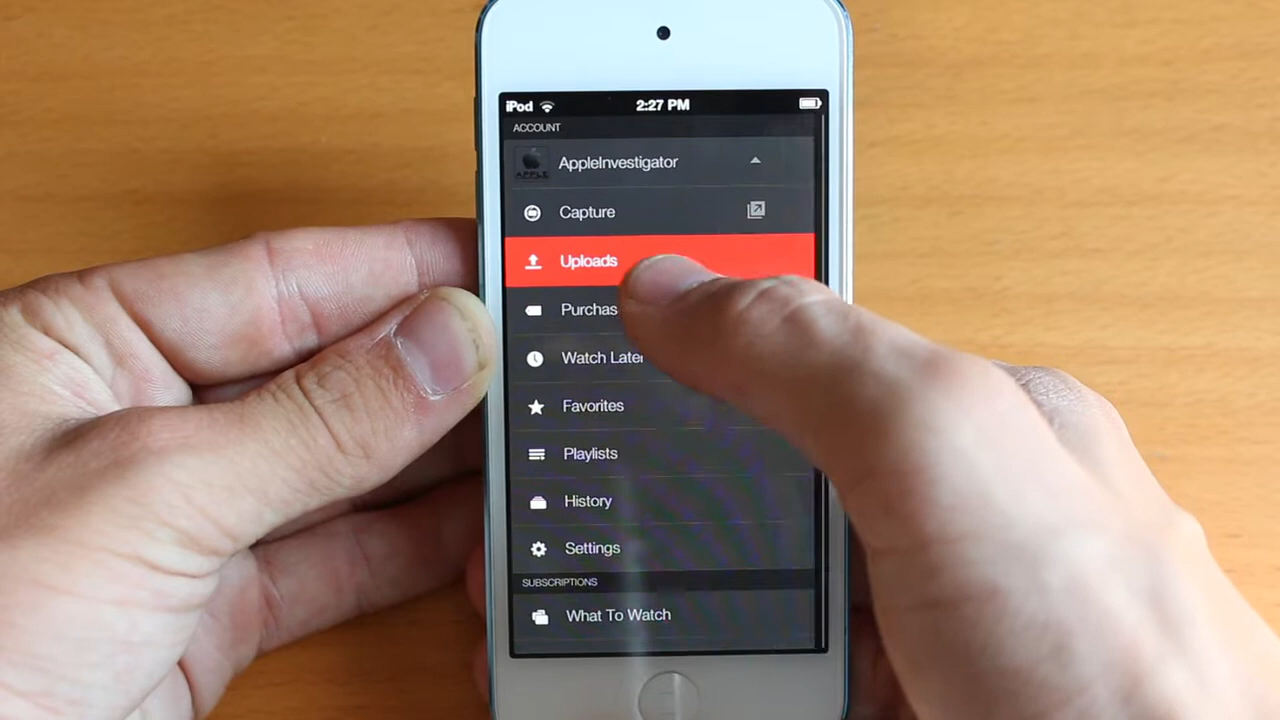 iPod 2:27 PM
ACCOUNT
AppleInvestigator
APPLE
Capture
Uploads
Purchas
Watch Later
Favorites
Playlists
History
Settings
SUBSCRIPTIONS
What To Watch